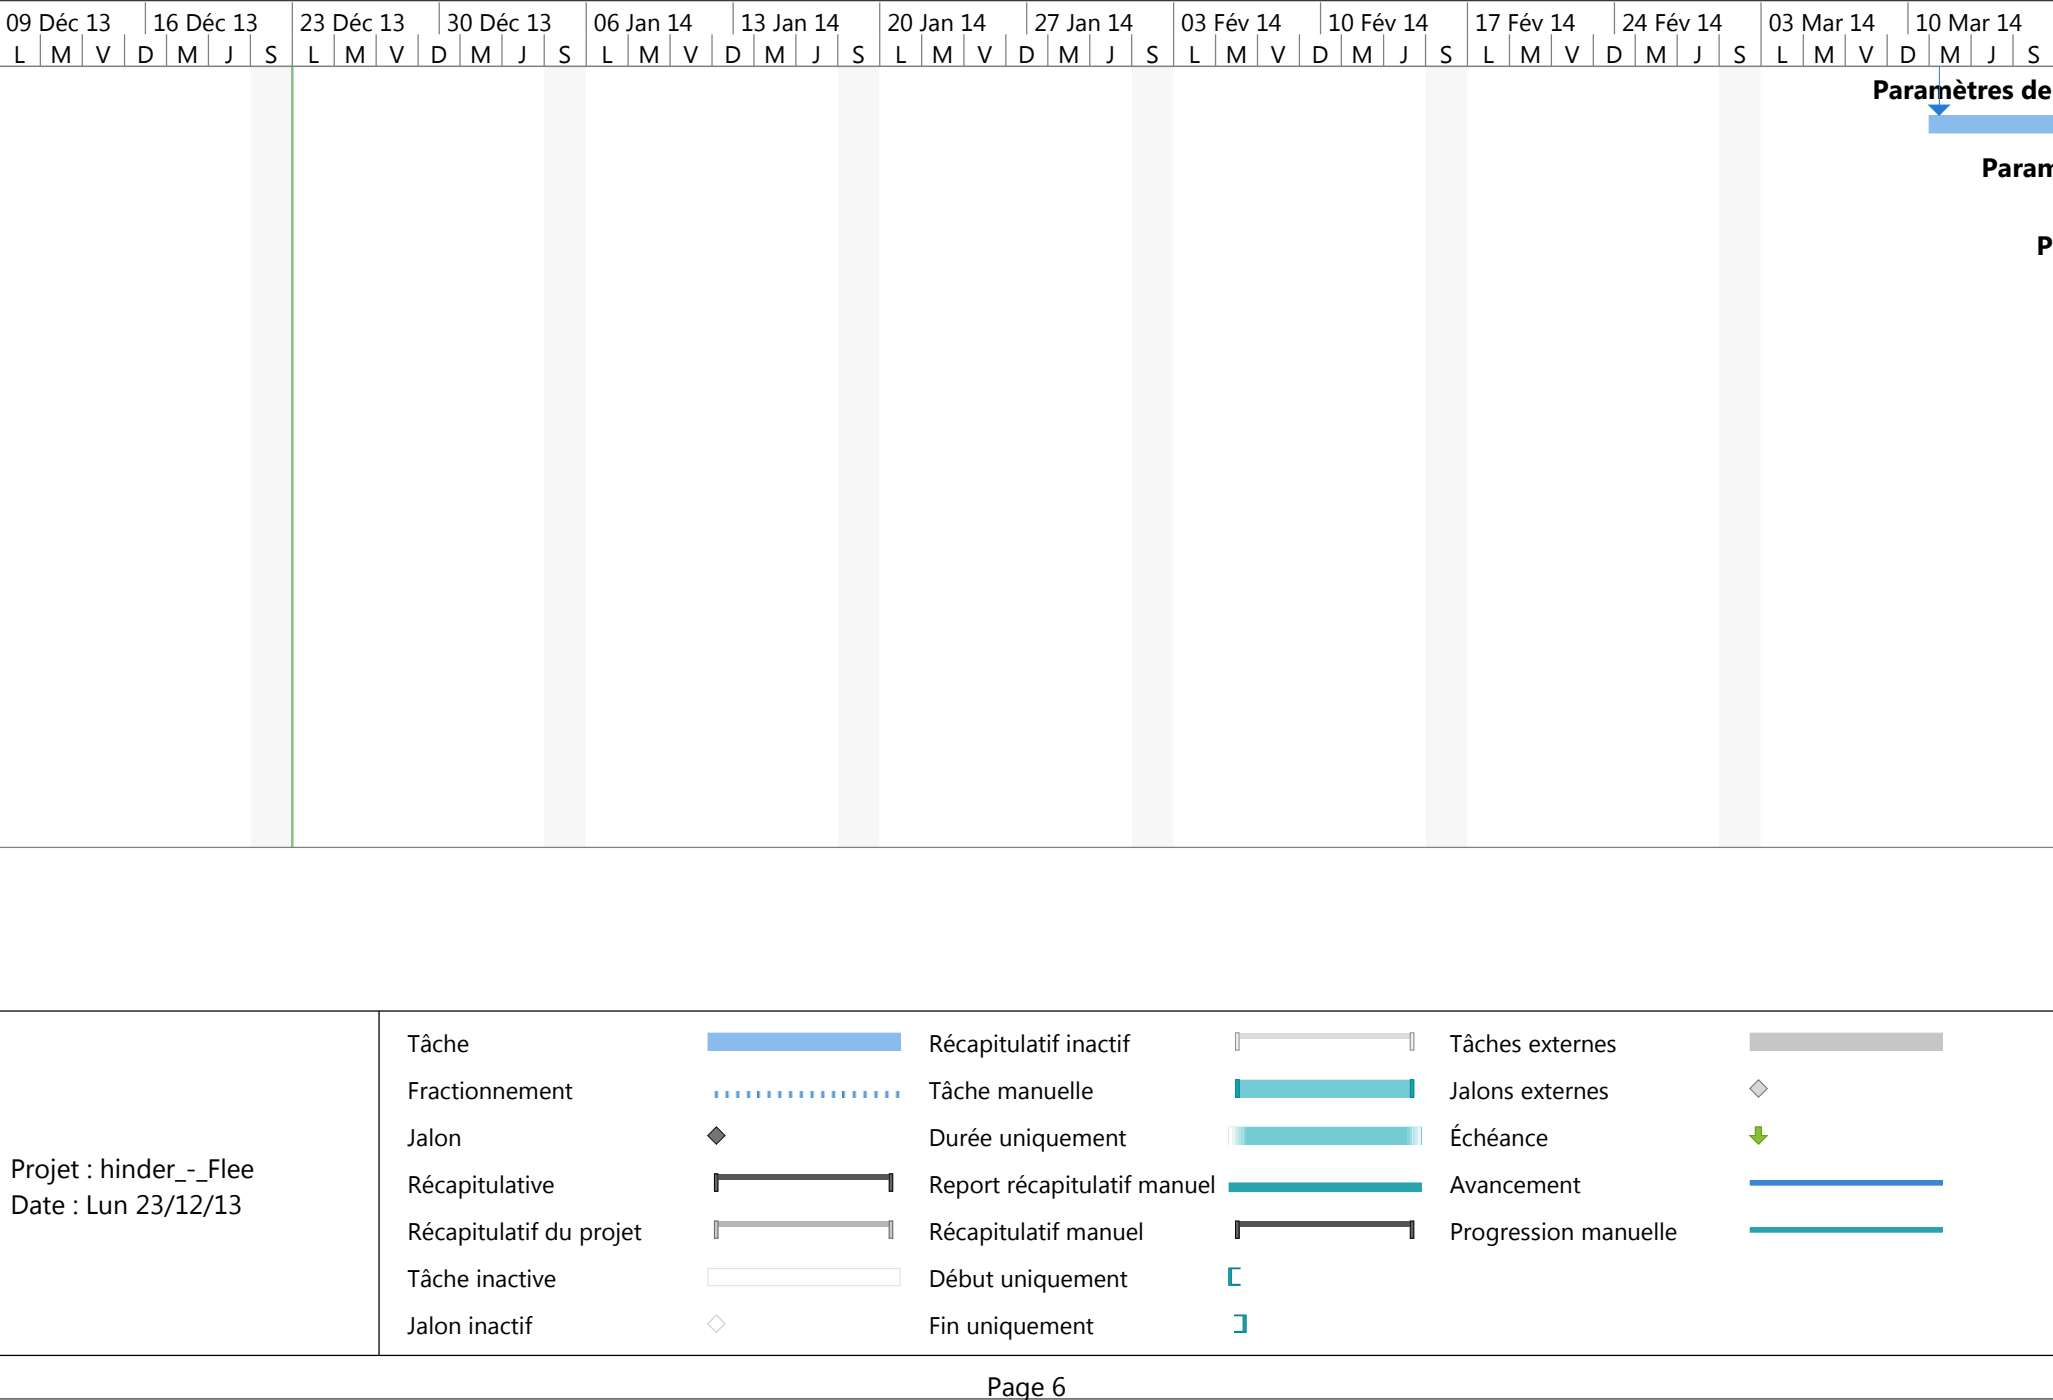 09 Déc 13 16 Déc 13 23 Déc 13 30 Déc 13 06 Jan 14 13 Jan 14 20 Jan 14 27 Jan 14 03 Fév 14 10 Fév 14 17 Fév 14 24 Fév 14 03 Mar 14 10 Mar 14
L M V D M J S L M V D M J S L M V D M J S L M V D M J S L M V D M J S L M V D M J S L M V D M J S
Paramètres de
Param
P
Projet : hinder_-_Flee
Date : Lun 23/12/13
Tâche
Fractionnement
Jalon
Récapitulative
Récapitulatif du projet
Tâche inactive
Jalon inactif
Récapitulatif inactif
Tâche manuelle
Durée uniquement
Report récapitulatif manuel
Récapitulatif manuel
Début uniquement
Fin uniquement
Tâches externes
Jalons externes
Échéance
Avancement
Progression manuelle
Page 6